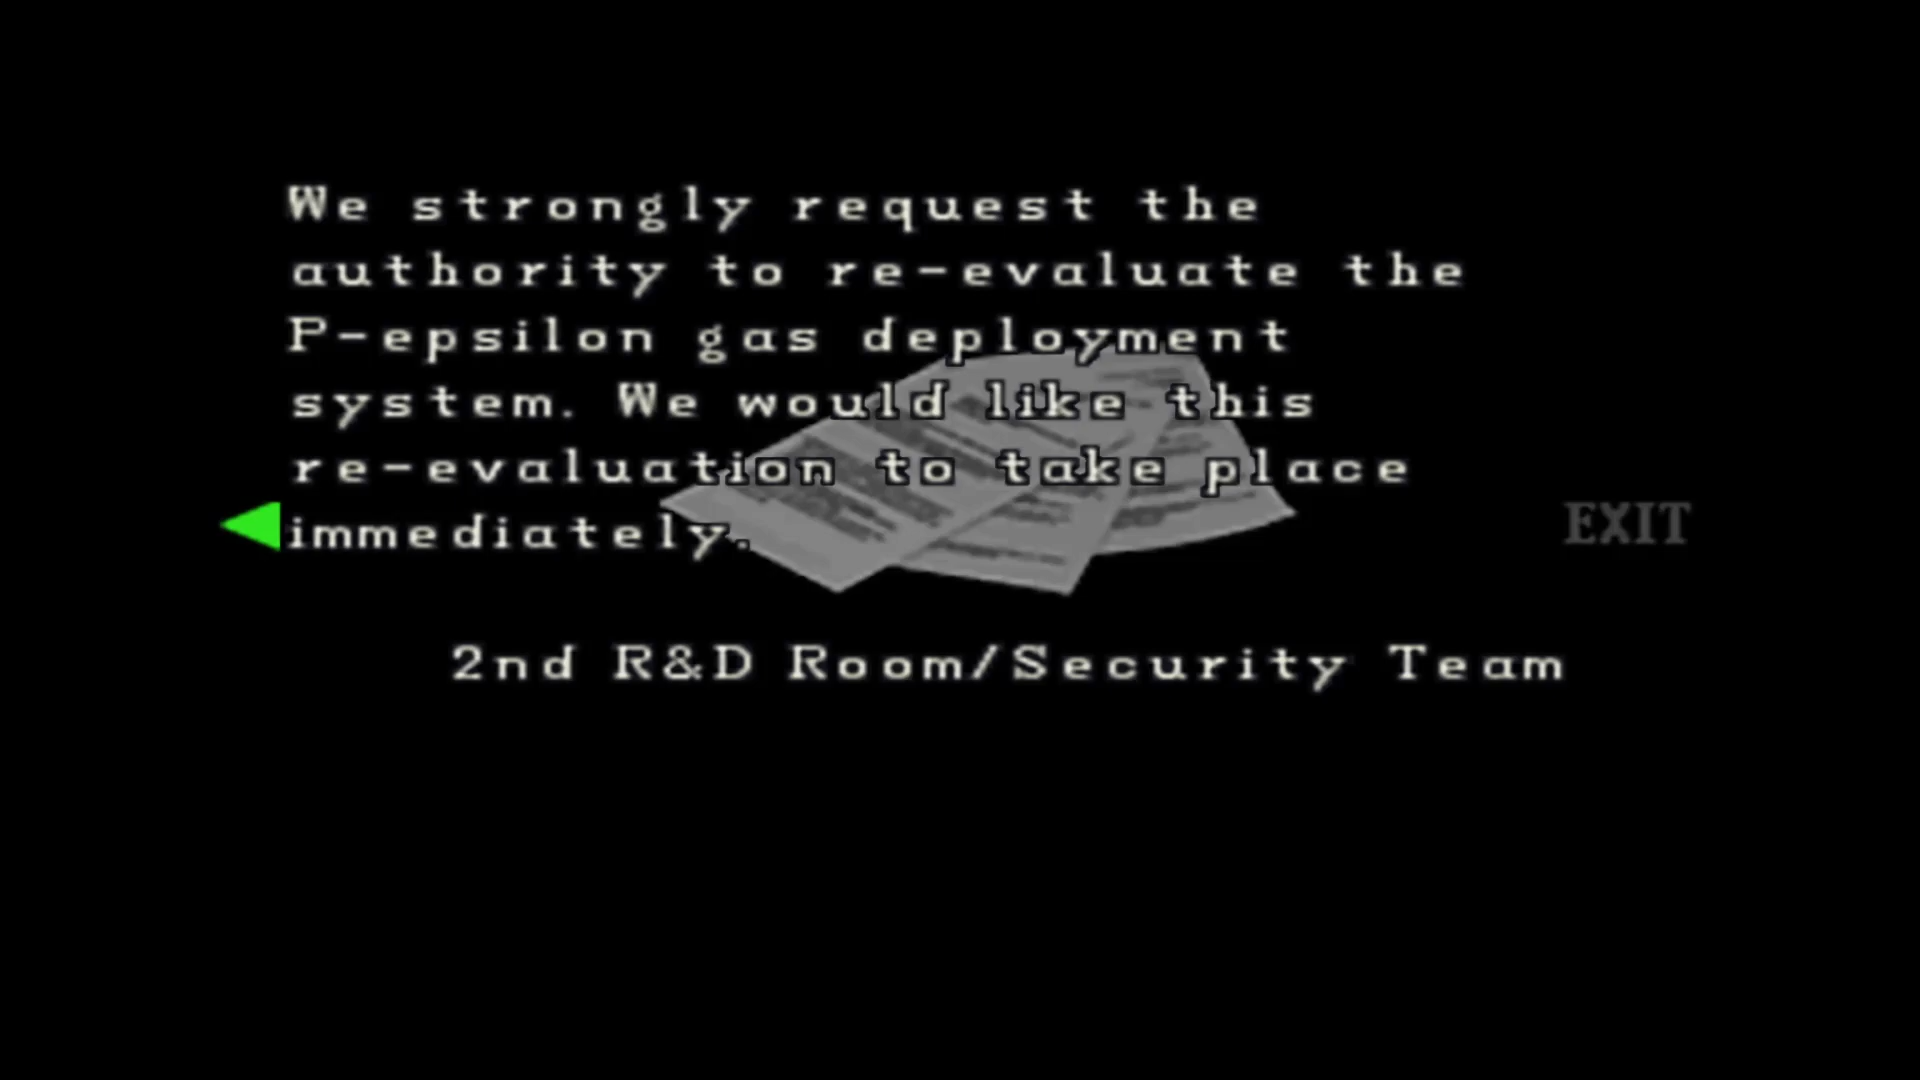 We strongly request the
authority to re-evaluate the
P-epsilon gas deployment
system. We would like this
re-evaluation to take place
immediately.
EXIT
2nd R&D Room/Security Team